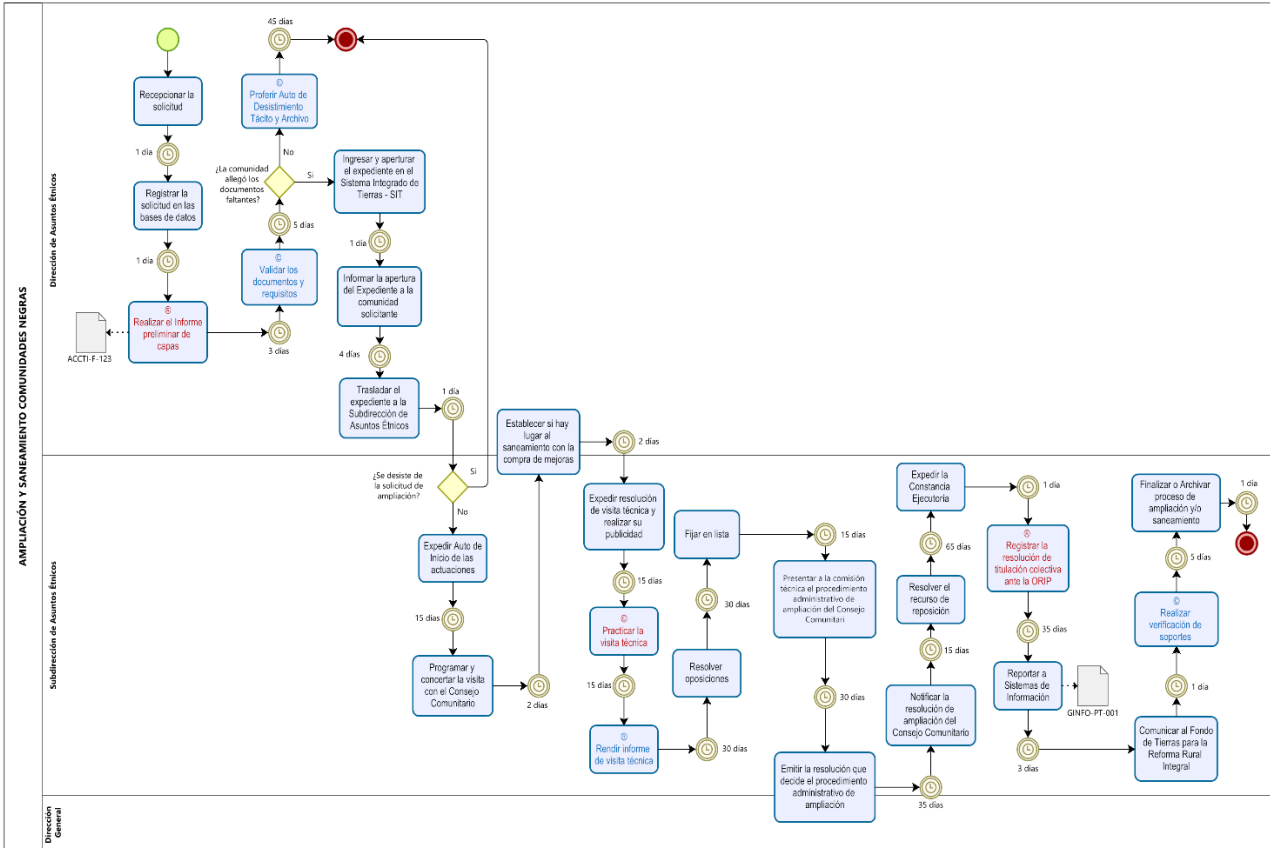 AMPLIACIÓN Y SANEAMIENTO COMUNIDADES NEGRAS
Dirección de Asuntos Étnicos
Recepcionar la
solicitud
1 día
Registrar la
solicitud en las
bases de datos
1 día
®
Realizar el Informe
preliminar de
capas
ACCTI-F-123
3 días
©
Validar los
documentos y
requisitos
5 días
¿La comunidad
allegó los
documentos
faltantes?
No
©
Proferir Auto de
Desistimiento
Tácito y Archivo
45 días
Si
Ingresar y aperturar
el expediente en el
Sistema Integrado de
Tierras - SIT
1 día
Informar la apertura
del Expediente a la
comunidad
solicitante
4 días
Trasladar el
expediente a la
Subdirección de
Asuntos Étnicos
1 día
Subdirección de Asuntos Étnicos
¿Se desiste de
la solicitud de
ampliación?
Si
No
Expedir Auto de
Inicio de las
actuaciones
15 días
Programar y
concertar la visita
con el Consejo
Comunitario
2 días
Establecer si hay
lugar al
saneamiento con la
compra de mejoras
2 días
Expedir resolución
de visita técnica y
realizar su
publicidad
15 días
©
Practicar la
visita técnica
15 días
®
Rendir informe
de visita técnica
30 días
Resolver
oposiciones
30 días
Fijar en lista
15 días
Presentar a la comisión
técnica el procedimiento
administrativo de
ampliación del Consejo
Comunitari
30 días
Emitir la resolución que
decide el procedimiento
administrativo de
ampliación
35 días
Notificar la
resolución de
ampliación del
Consejo Comunitario
15 días
Resolver el
recurso de
reposición
65 días
Expedir la
Constancia
Ejecutoría
1 día
®
Registrar la
resolución de
titulación colectiva
ante la ORIP
35 días
Reportar a
Sistemas de
Información
GINFO-PT-001
3 días
Comunicar al Fondo
de Tierras para la
Reforma Rural
Integral
1 día
©
Realizar
verificación de
soportes
5 días
Finalizar o Archivar
proceso de
ampliación y/o
saneamiento
1 día
Dirección
General